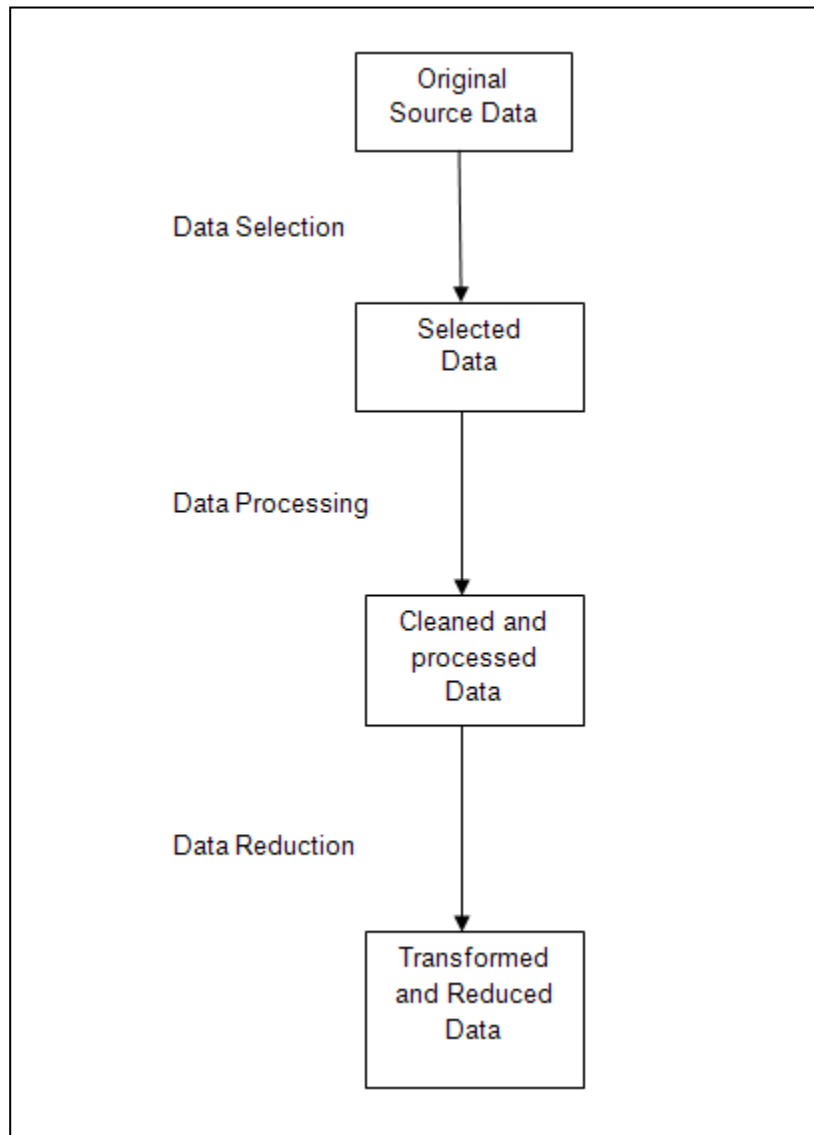 Original
Source Data
Data Selection
Selected
Data
Data Processing
Cleaned and
processed
Data
Data Reduction
Transformed
and Reduced
Data